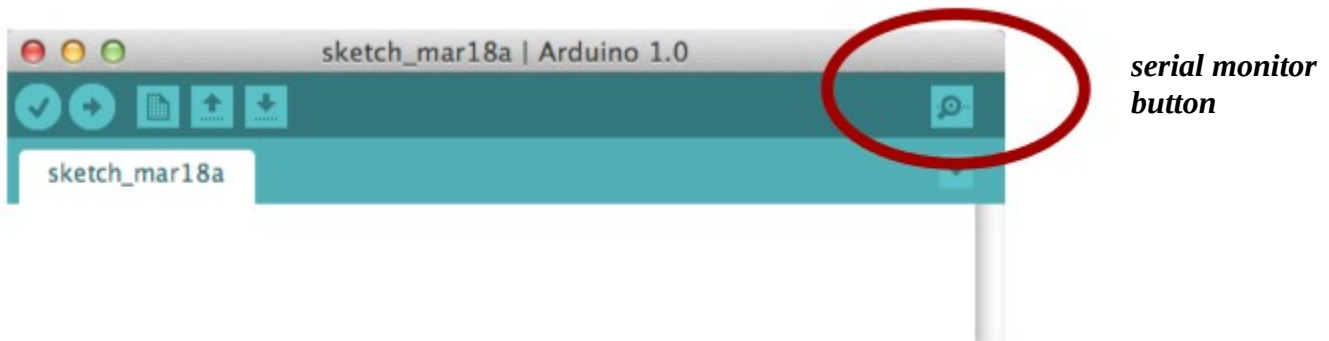 sketch_mar18a | Arduino 1.0
serial monitor
button
sketch_mar18a